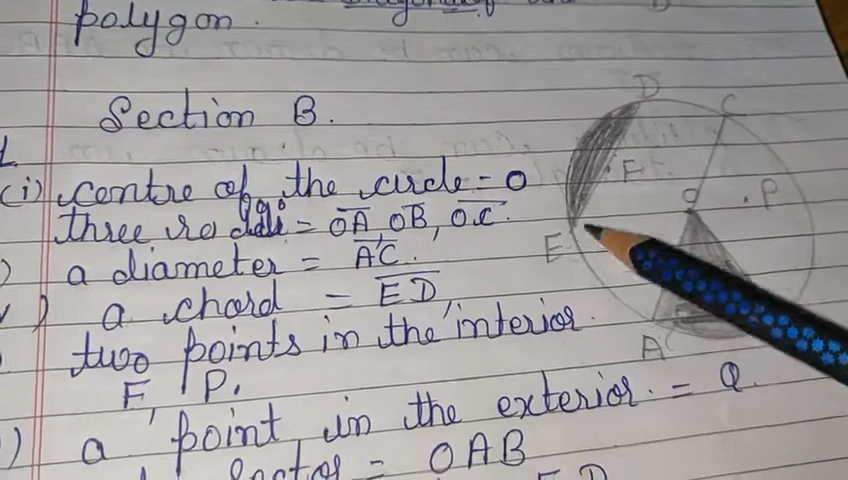 polygon.
Section B.
(i) centre of the circle = O
three radii = OA, OB, OC.
a diameter = AC.
a chord = ED
two points in the interior.
F, P.
a point in the exterior. = Q.
sector = OAB
ED
D
C
F
O
P
E
A